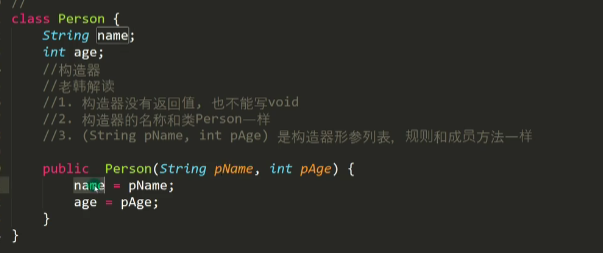 //
class Person {
String name;
int age;
//构造器
//老韩解读
//1. 构造器没有返回值, 也不能写void
//2. 构造器的名称和类Person一样
//3. (String pName, int pAge) 是构造器形参列表, 规则和成员方法一样
public  Person(String pName, int pAge) {
name = pName;
age = pAge;
}
}